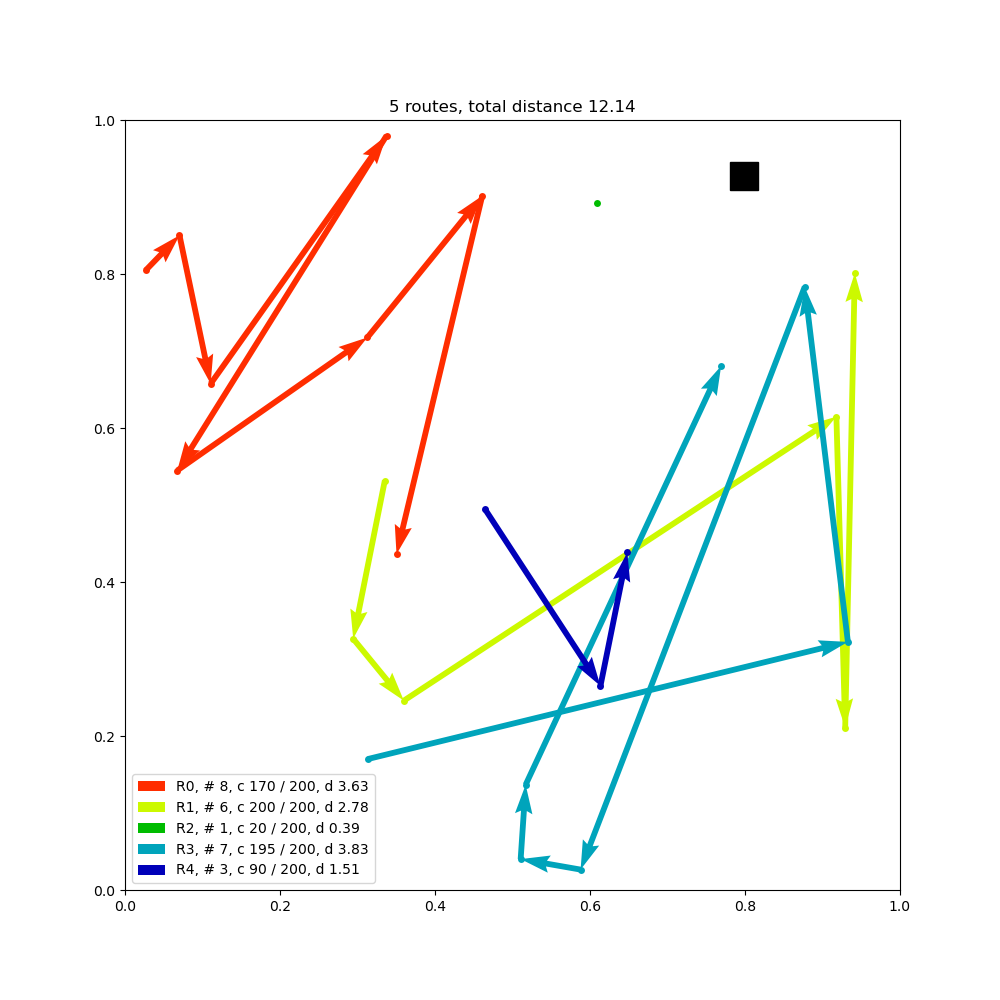 5 routes, total distance 12.14
1.0
0.8
0.6
0.4
0.2
0.0
R0, # 8, c 170 / 200, d 3.63
R1, # 6, c 200 / 200, d 2.78
R2, # 1, c 20 / 200, d 0.39
R3, # 7, c 195 / 200, d 3.83
R4, # 3, c 90 / 200, d 1.51
0.0 0.2 0.4 0.6 0.8 1.0